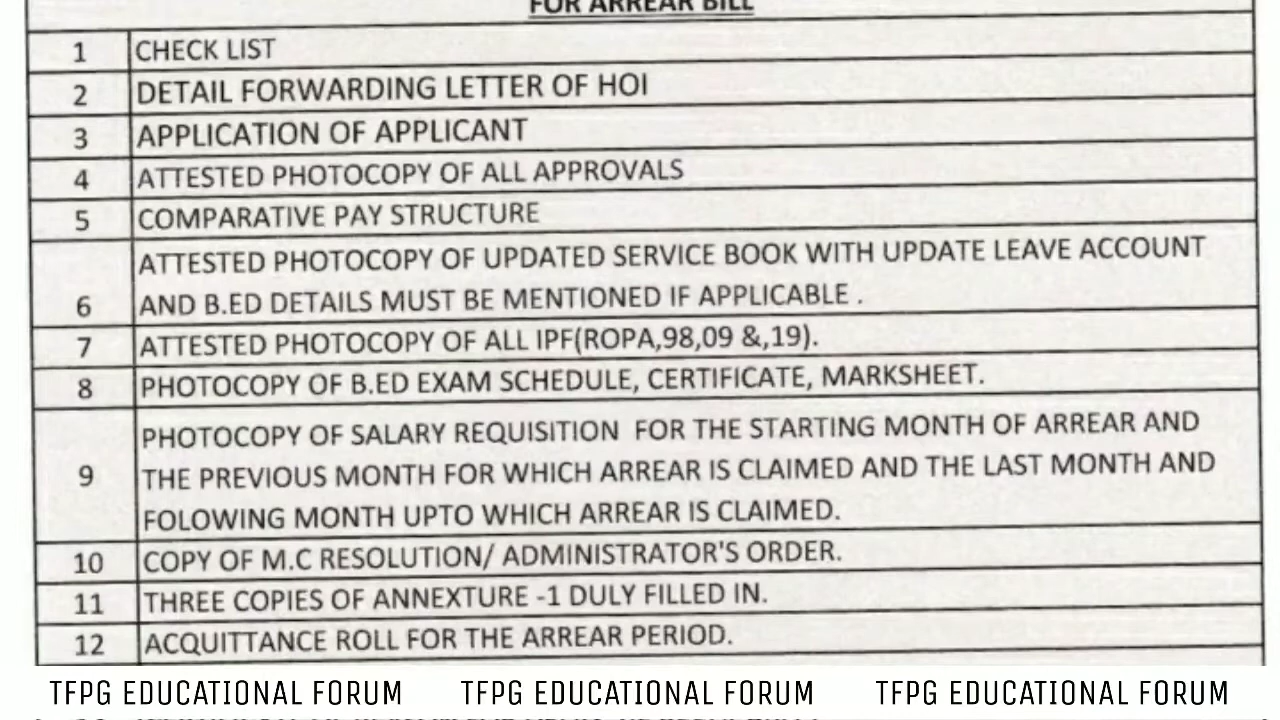 FOR ARREAR BILL
1 CHECK LIST
2 DETAIL FORWARDING LETTER OF HOI
3 APPLICATION OF APPLICANT
4 ATTESTED PHOTOCOPY OF ALL APPROVALS
5 COMPARATIVE PAY STRUCTURE
ATTESTED PHOTOCOPY OF UPDATED SERVICE BOOK WITH UPDATE LEAVE ACCOUNT
6 AND B.ED DETAILS MUST BE MENTIONED IF APPLICABLE .
7 ATTESTED PHOTOCOPY OF ALL IPF(ROPA,98,09 &,19).
8 PHOTOCOPY OF B.ED EXAM SCHEDULE, CERTIFICATE, MARKSHEET.
PHOTOCOPY OF SALARY REQUISITION FOR THE STARTING MONTH OF ARREAR AND
9 THE PREVIOUS MONTH FOR WHICH ARREAR IS CLAIMED AND THE LAST MONTH AND
FOLOWING MONTH UPTO WHICH ARREAR IS CLAIMED.
10 COPY OF M.C RESOLUTION/ ADMINISTRATOR'S ORDER.
11 THREE COPIES OF ANNEXTURE -1 DULY FILLED IN.
12 ACQUITTANCE ROLL FOR THE ARREAR PERIOD.
TFPG EDUCATIONAL FORUM TFPG EDUCATIONAL FORUM TFPG EDUCATIONAL FORUM